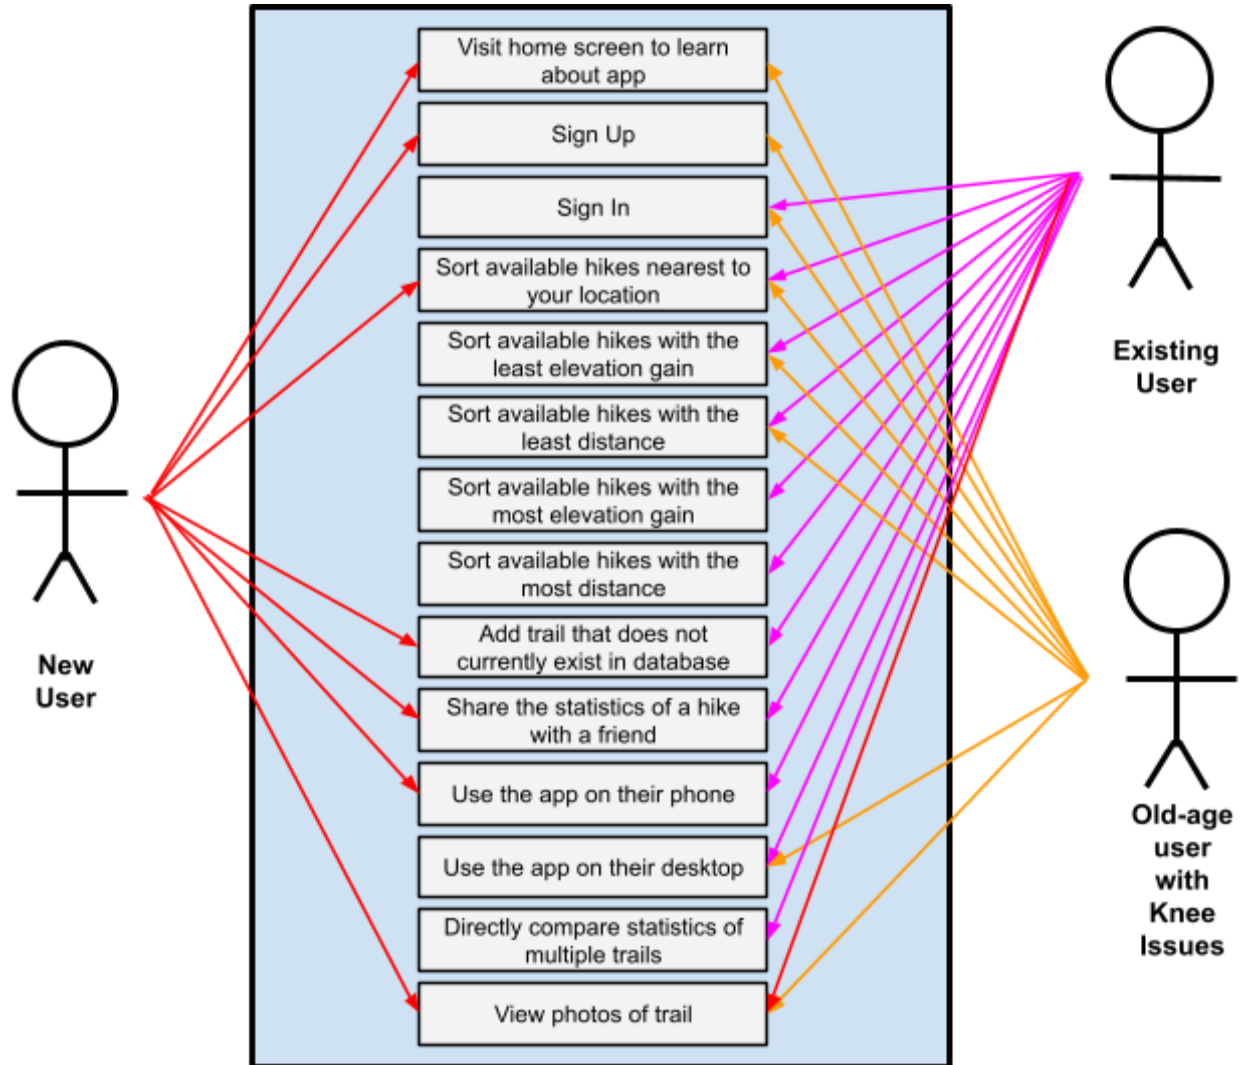 Visit home screen to learn
about app
Sign Up
Sign In
Sort available hikes nearest to
your location
Sort available hikes with the
least elevation gain
Sort available hikes with the
least distance
Sort available hikes with the
most elevation gain
Sort available hikes with the
most distance
Add trail that does not
currently exist in database
Share the statistics of a hike
with a friend
Use the app on their phone
Use the app on their desktop
Directly compare statistics of
multiple trails
View photos of trail
New
User
Existing
User
Old-age
user
with
Knee
Issues